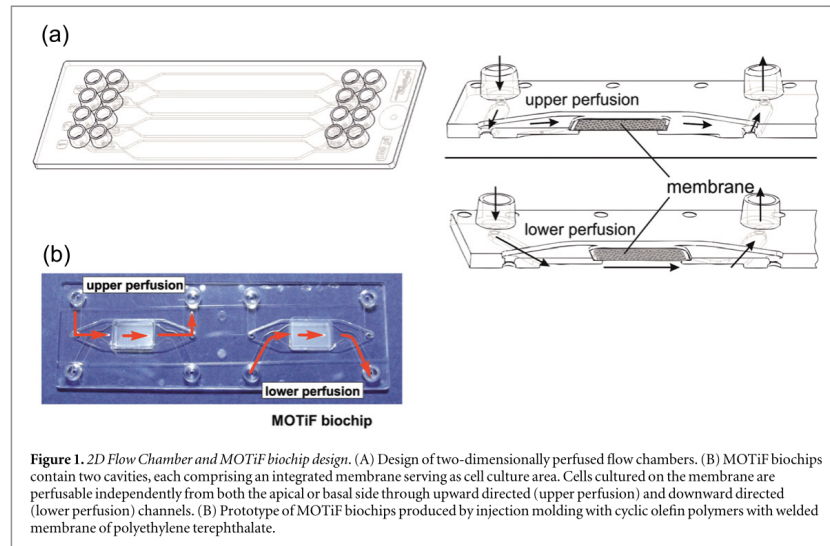 (a)
upper perfusion
membrane
lower perfusion
(b)
upper perfusion
lower perfusion
MOTiF biochip
Figure 1. 2D Flow Chamber and MOTiF biochip design. (A) Design of two-dimensionally perfused flow chambers. (B) MOTiF biochips
contain two cavities, each comprising an integrated membrane serving as cell culture area. Cells cultured on the membrane are
perfusable independently from both the apical or basal side through upward directed (upper perfusion) and downward directed
(lower perfusion) channels. (B) Prototype of MOTiF biochips produced by injection molding with cyclic olefin polymers with welded
membrane of polyethylene terephthalate.